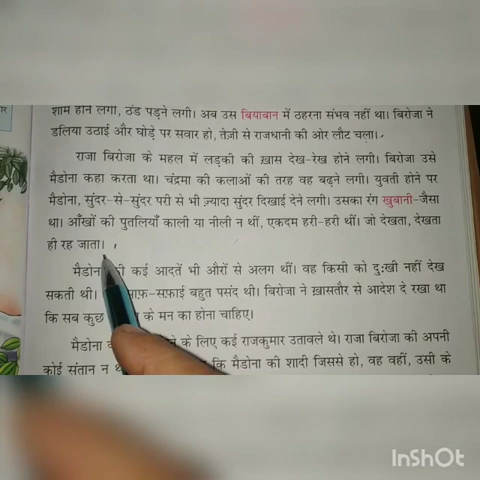 शाम होने लगी, ठंड पड़ने लगी। अब उस बियाबान में ठहरना संभव नहीं था। बिरोजा ने
डलिया उठाई और घोड़े पर सवार हो, तेज़ी से राजधानी की ओर लौट चला।
राजा बिरोजा के महल में लड़की की ख़ास देख-रेख होने लगी। बिरोजा उसे
मैडोना कहा करता था। चंद्रमा की कलाओं की तरह वह बढ़ने लगी। युवती होने पर
मैडोना, सुंदर-से-सुंदर परी से भी ज़्यादा सुंदर दिखाई देने लगी। उसका रंग खुबानी-जैसा
था। आँखों की पुतलियाँ काली या नीली न थीं, एकदम हरी-हरी थीं। जो देखता, देखता
ही रह जाता।
मैडोना की कई आदतें भी औरों से अलग थीं। वह किसी को दुःखी नहीं देख
सकती थी। साफ़-सफ़ाई बहुत पसंद थी। बिरोजा ने ख़ासतौर से आदेश दे रखा था
कि सब कुछ के मन का होना चाहिए।
मैडोना के लिए कई राजकुमार उतावले थे। राजा बिरोजा की अपनी
कोई संतान न कि मैडोना की शादी जिससे हो, वह वहीं, उसी के
InShOt